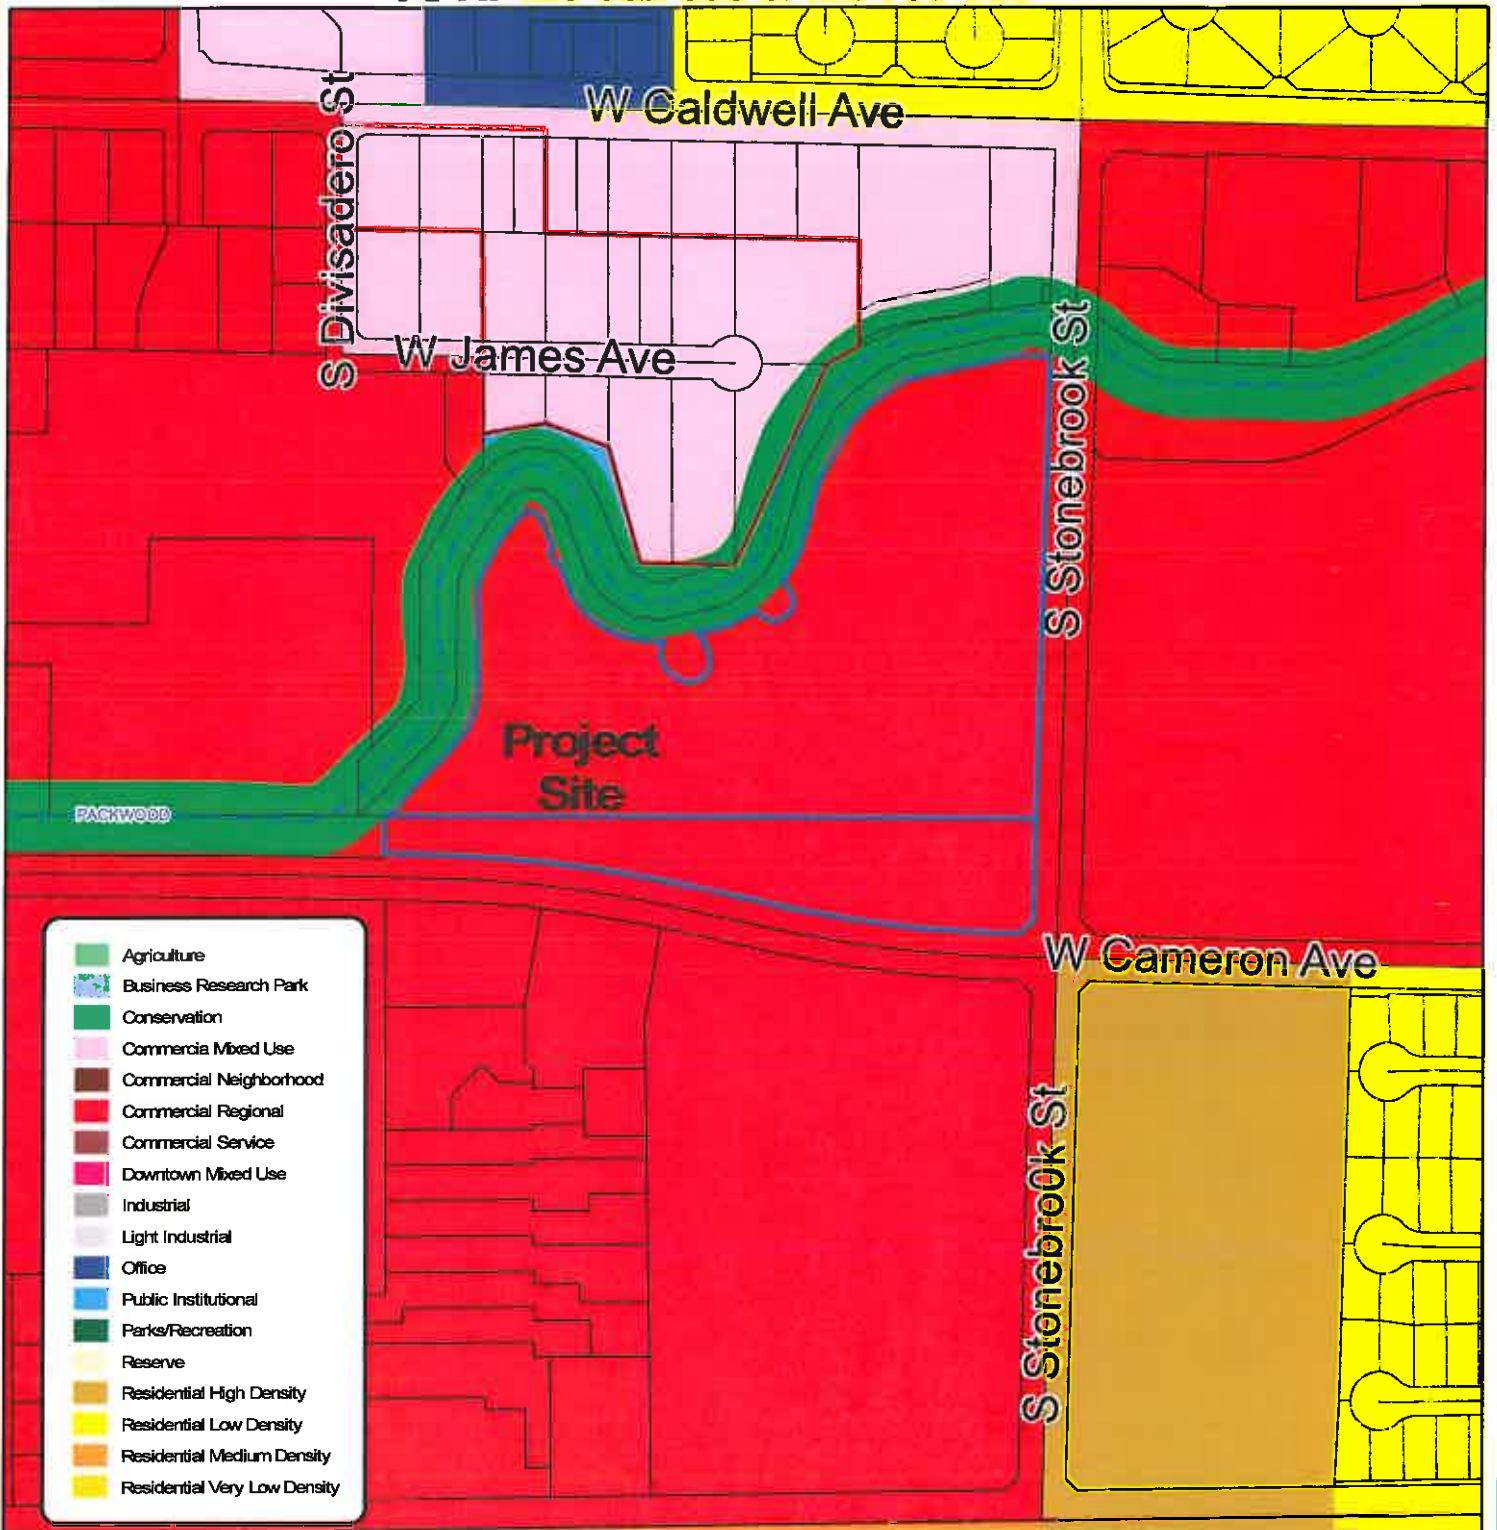 W Caldwell Ave
S Divisadero St
W James Ave
S Stonebrook St
Project
Site
PACKWOOD
W Cameron Ave
S Stonebro0k St
Agriculture
Business Research Park
Conservation
Commercia Mixed Use
Commercial Neighborhood
Commercial Regional
Commercial Service
Downtown Mixed Use
Industrial
Light Industrial
Office
Public Institutional
Parks/Recreation
Reserve
Residential High Density
Residential Low Density
Residential Medium Density
Residential Very Low Density